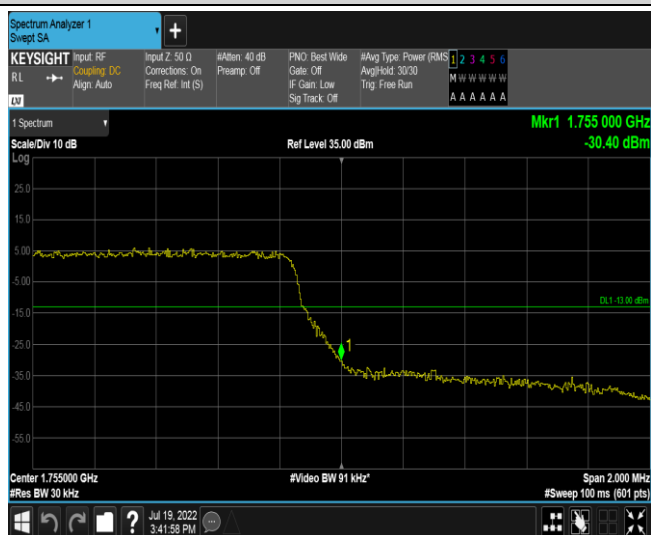 Spectrum Analyzer 1
Swept SA
+
KEYSIGHT Input: RF Input Z: 50 Ω #Atten: 40 dB PNO: Best Wide #Avg Type: Power (RMS 1 2 3 4 5 6
RL Coupling: DC Corrections: On Preamp: Off Gate: Off Avg|Hold: 30/30 M W W W W W
Align: Auto Freq Ref: Int (S) IF Gain: Low Trig: Free Run
Sig Track: Off A A A A A A
1 Spectrum Mkr1 1.755 000 GHz
Scale/Div 10 dB Ref Level 35.00 dBm -30.40 dBm
Log
25.0
15.0
5.00
-5.00
DL1 -13.00 dBm
-15.0
-25.0
1
-35.0
-45.0
-55.0
Center 1.755000 GHz #Video BW 91 kHz* Span 2.000 MHz
#Res BW 30 kHz #Sweep 100 ms (601 pts)
? Jul 19, 2022
3:41:58 PM